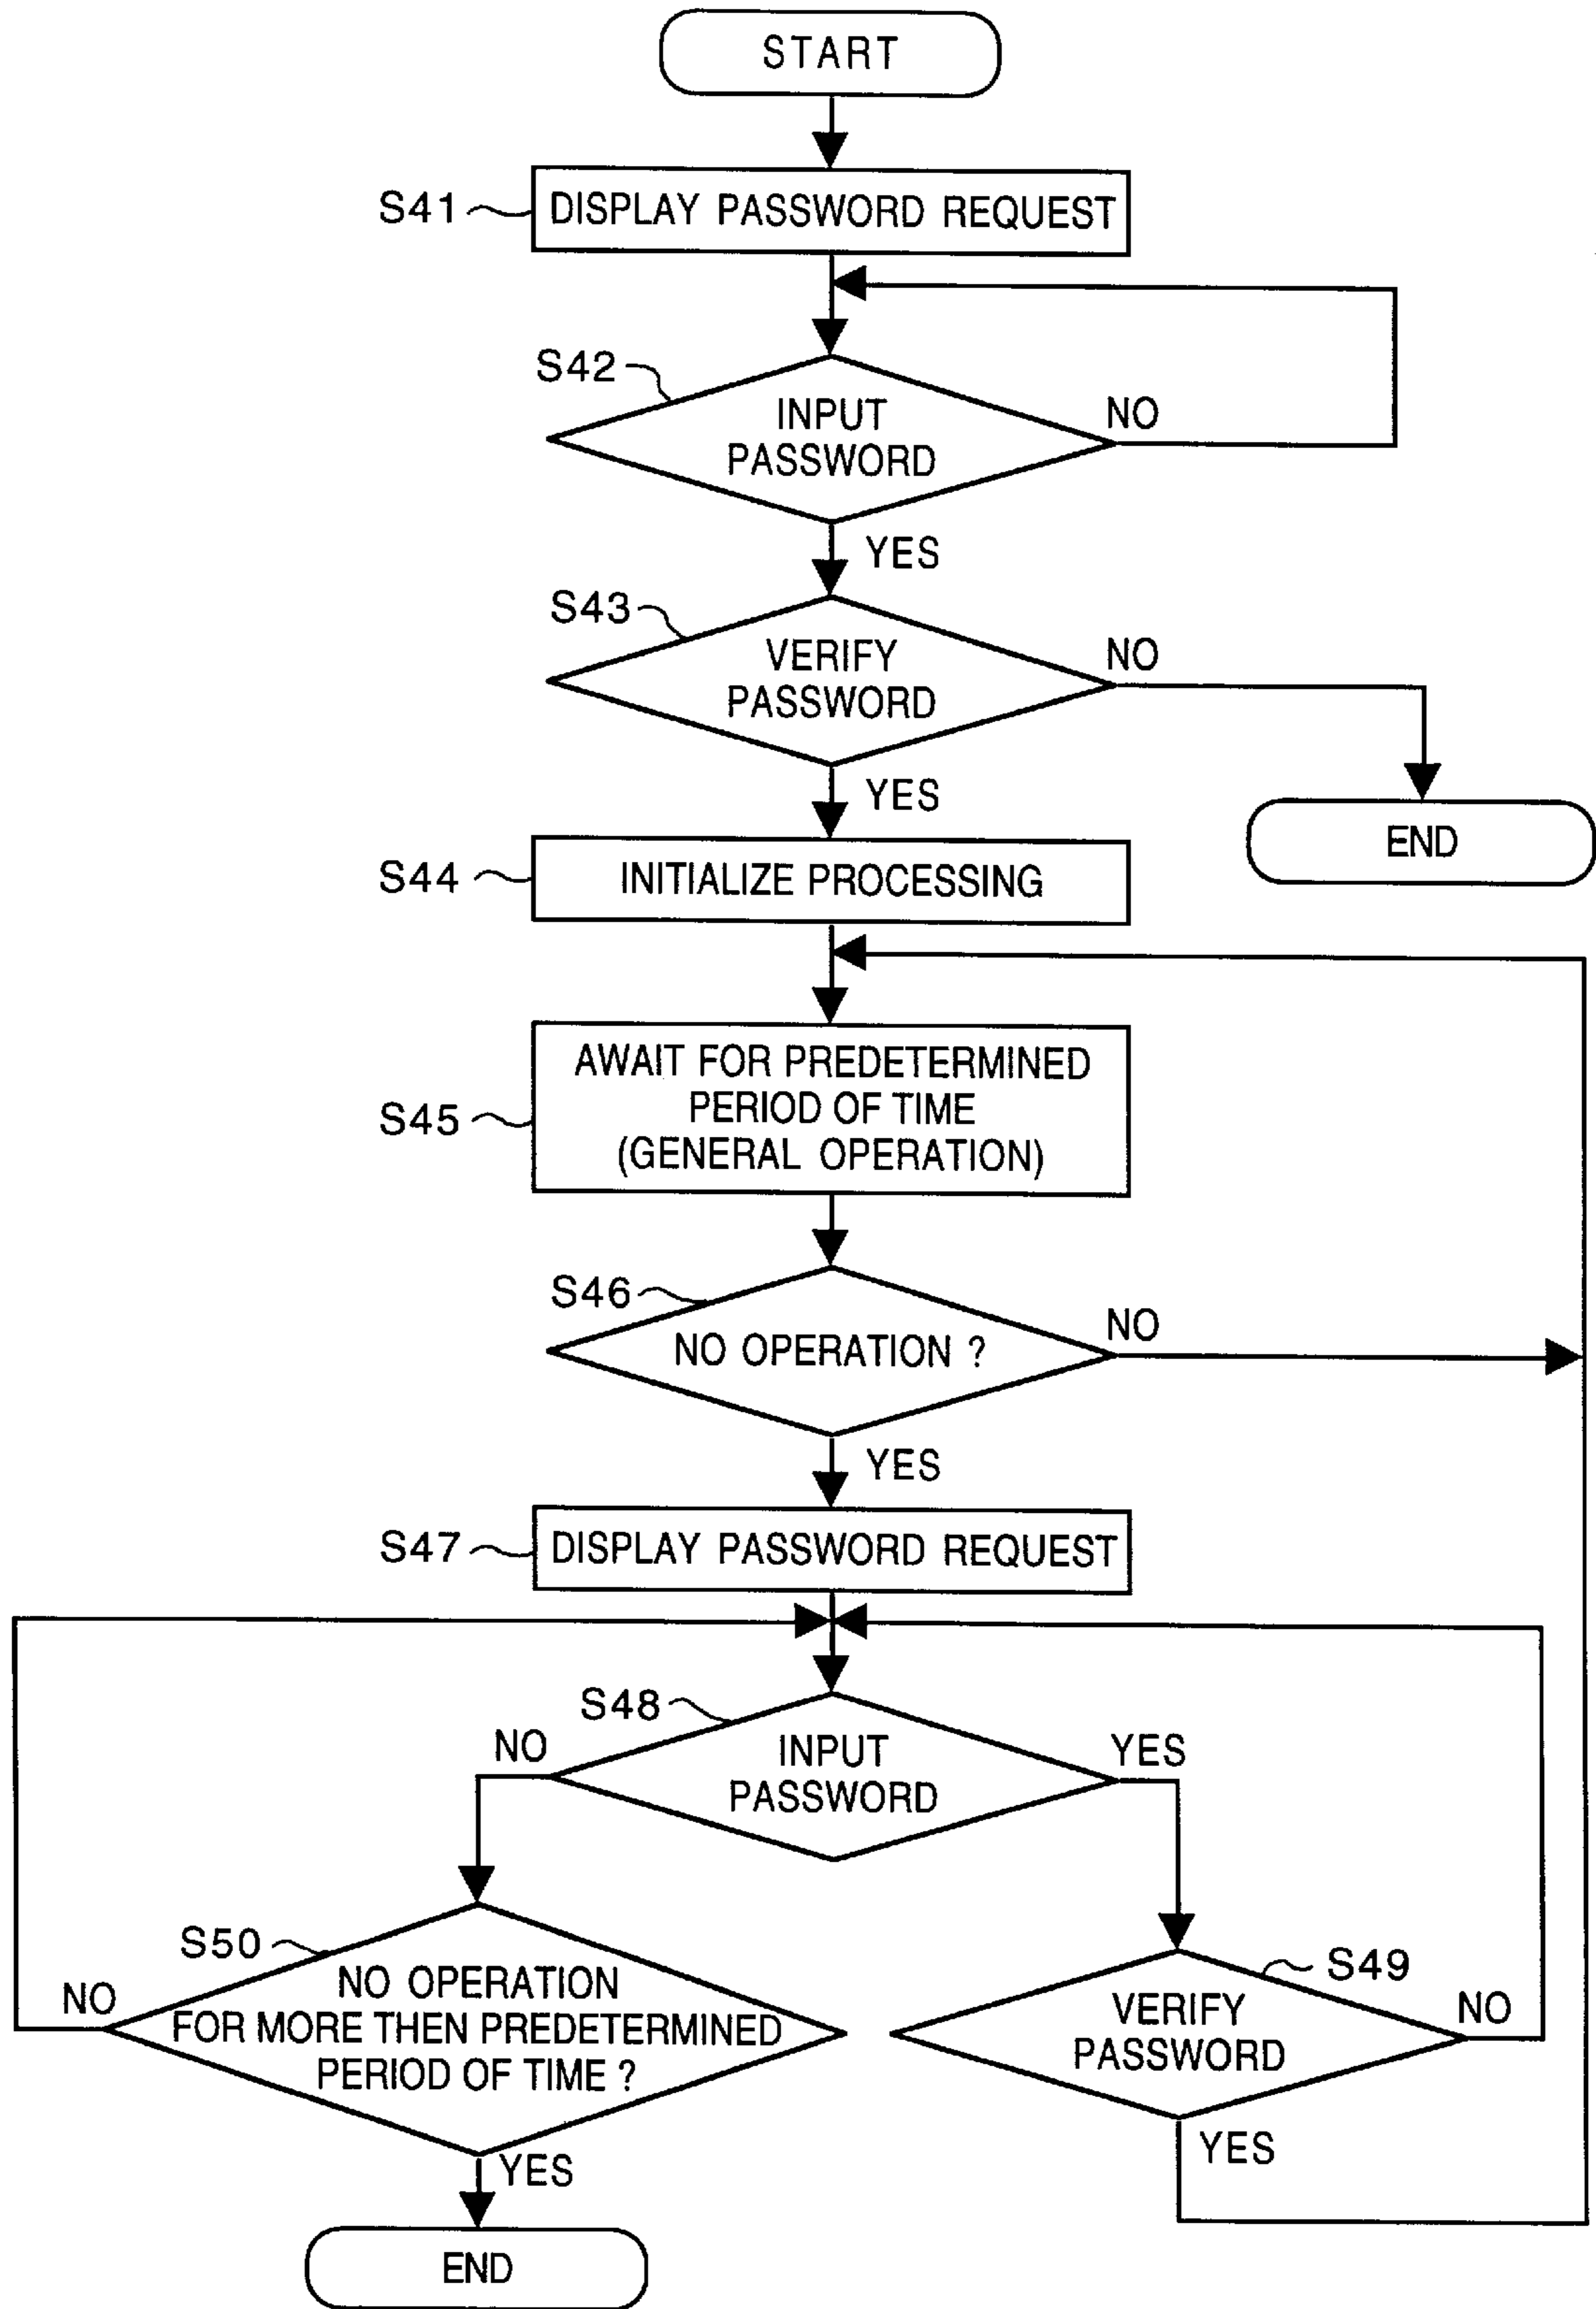 START
S41
DISPLAY PASSWORD REQUEST
S42
INPUT
PASSWORD
NO
YES
S43
VERIFY
PASSWORD
NO
YES
END
S44
INITIALIZE PROCESSING
S45
AWAIT FOR PREDETERMINED
PERIOD OF TIME
(GENERAL OPERATION)
S46
NO OPERATION ?
NO
YES
S47
DISPLAY PASSWORD REQUEST
S48
NO
INPUT
PASSWORD
YES
S50
NO
NO OPERATION
FOR MORE THEN PREDETERMINED
PERIOD OF TIME ?
YES
END
S49
VERIFY
PASSWORD
NO
YES